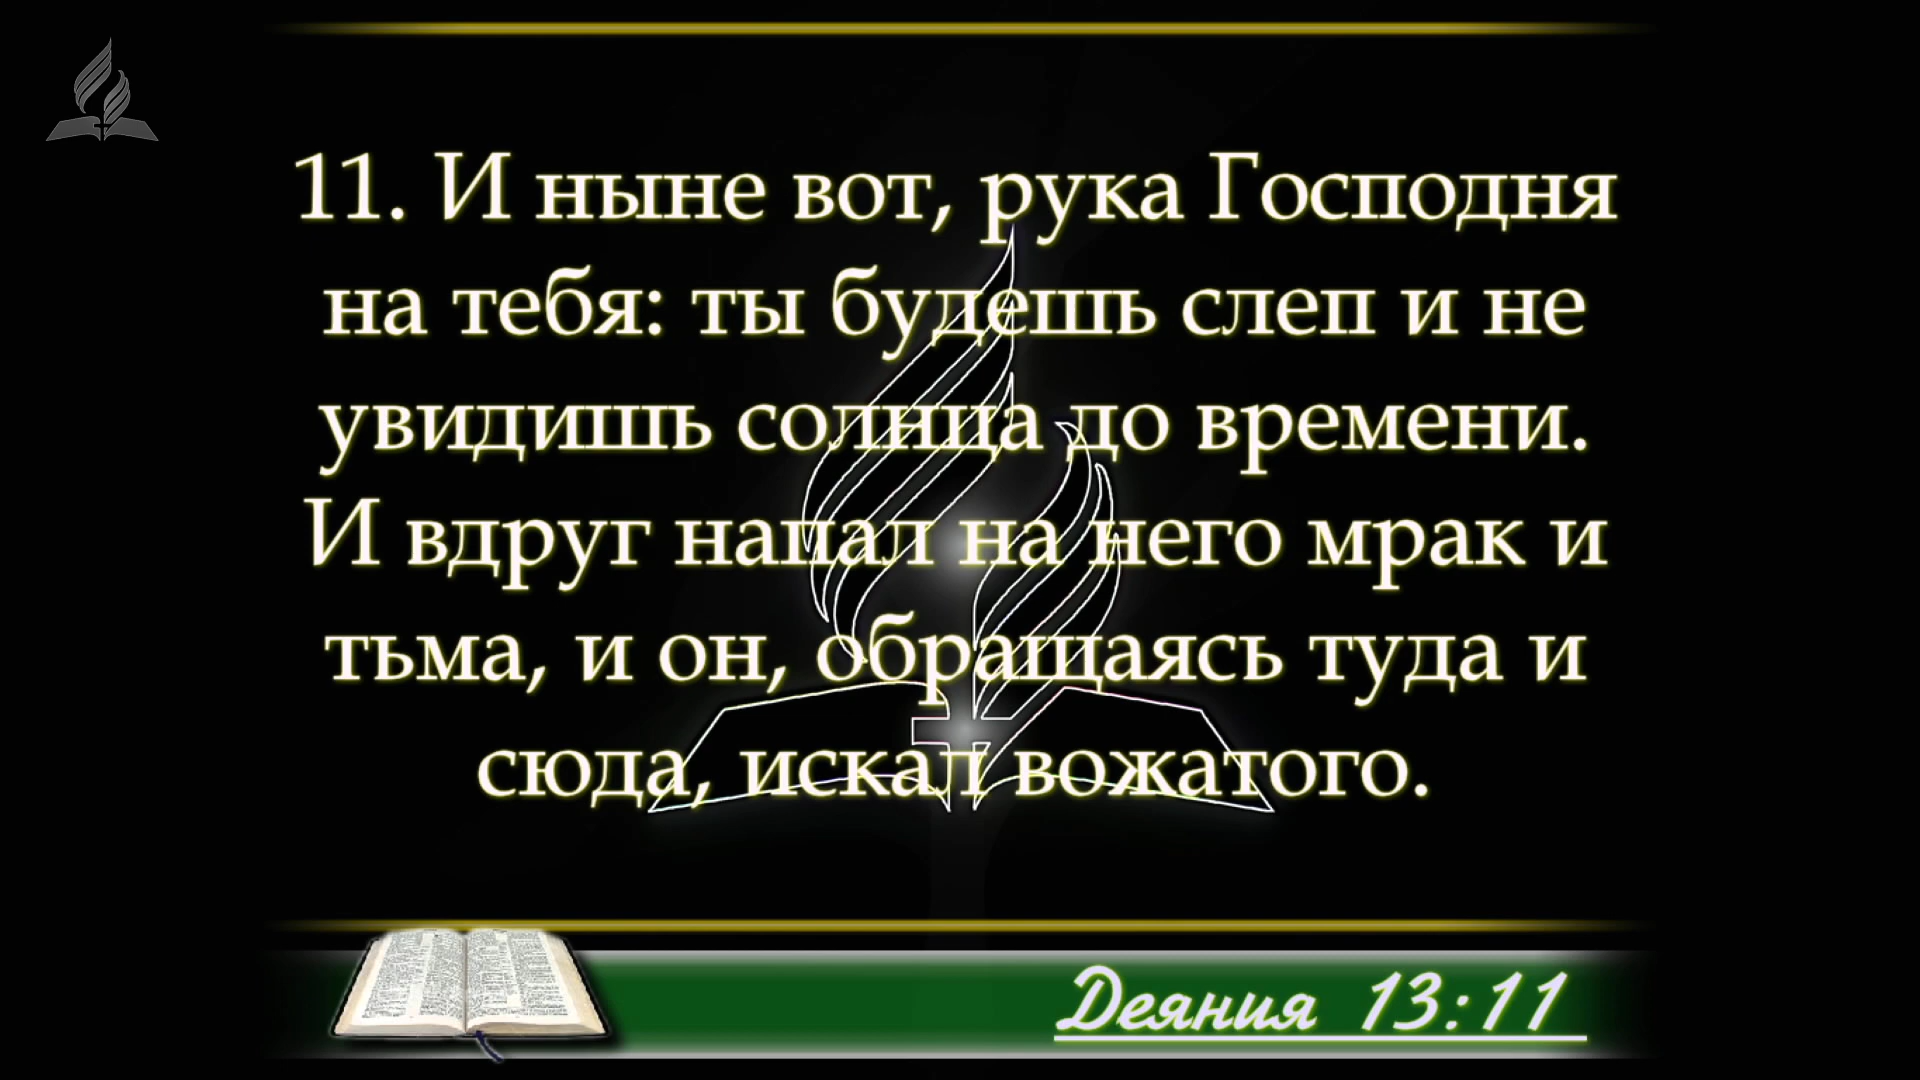 11. И ныне вот, рука Господня
на тебя: ты будешь слеп и не
увидишь солнца до времени.
И вдруг напал на него мрак и
тьма, и он, обращаясь туда и
сюда, искал вожатого.
Деяния 13:11